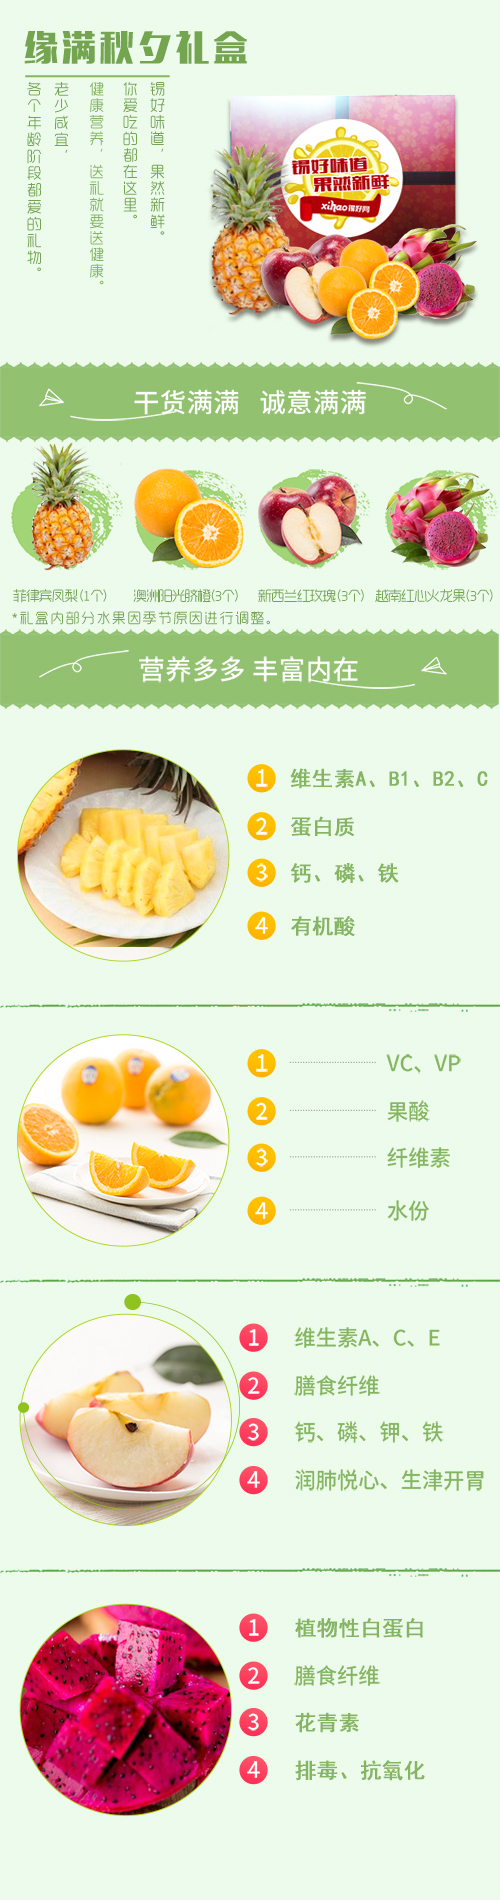 缘满秋夕礼盒
锡好味道，果然新鲜。
你爱吃的都在这里。
健康营养，送礼就要送健康。
老少咸宜，
各个年龄阶段都爱的礼物。
锡好味道
果然新鲜
xihao锡好网
干货满满 诚意满满
菲律宾凤梨(1个)
澳洲阳光脐橙(3个)
新西兰红玫瑰(3个)
越南红心火龙果(3个)
*礼盒内部分水果因季节原因进行调整。
营养多多 丰富内在
1 维生素A、B1、B2、C
2 蛋白质
3 钙、磷、铁
4 有机酸
1 VC、VP
2 果酸
3 纤维素
4 水份
1 维生素A、C、E
2 膳食纤维
3 钙、磷、钾、铁
4 润肺悦心、生津开胃
1 植物性白蛋白
2 膳食纤维
3 花青素
4 排毒、抗氧化